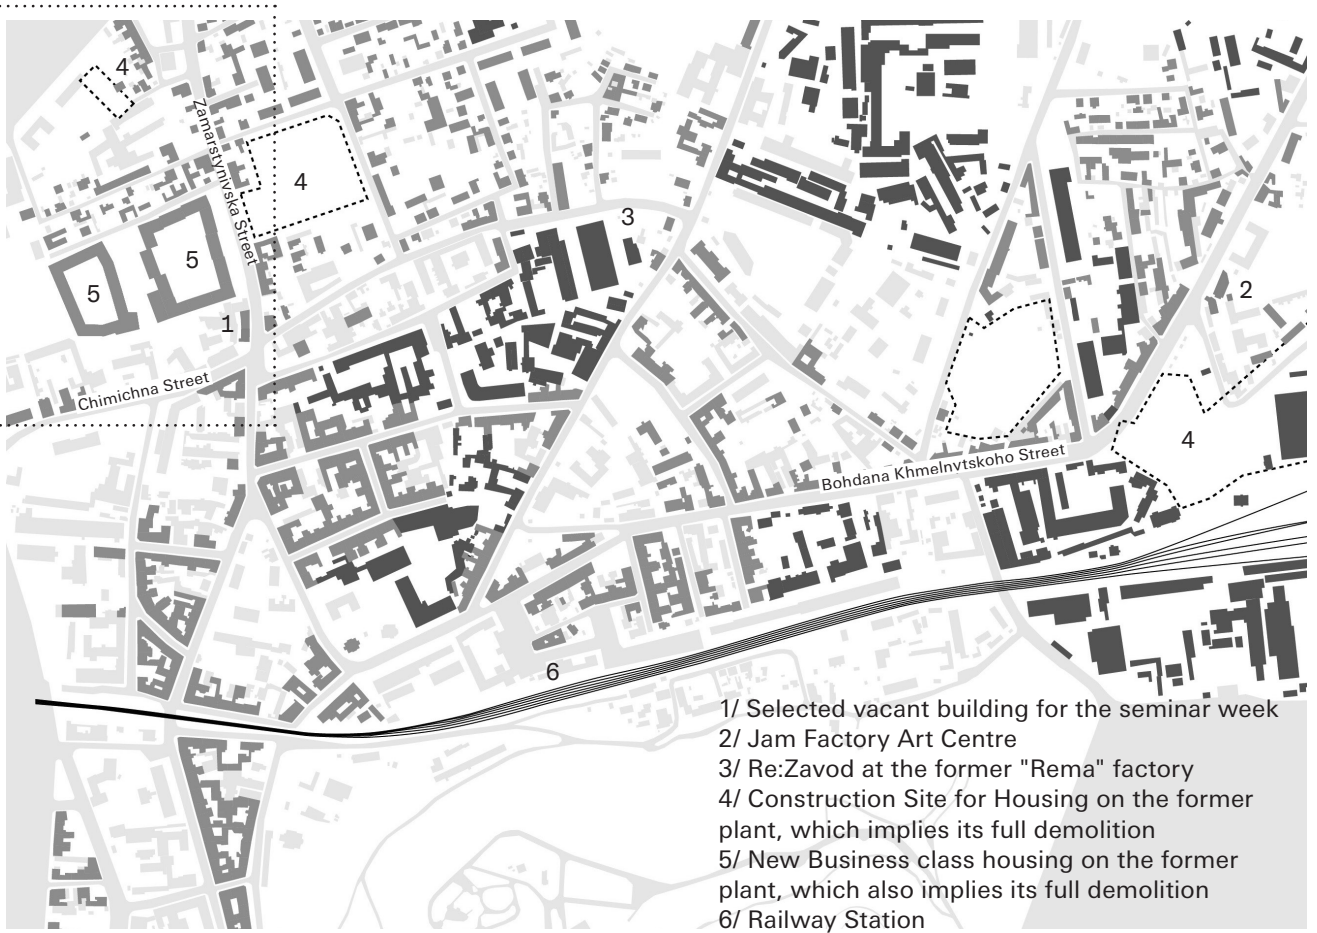 4
Zamarstynivska Street
4
3
5
5
2
1
Chimichna Street
4
Bohdana Khmelnvtskoho Street
6
1/ Selected vacant building for the seminar week
2/ Jam Factory Art Centre
3/ Re:Zavod at the former "Rema" factory
4/ Construction Site for Housing on the former
plant, which implies its full demolition
5/ New Business class housing on the former
plant, which also implies its full demolition
6/ Railway Station